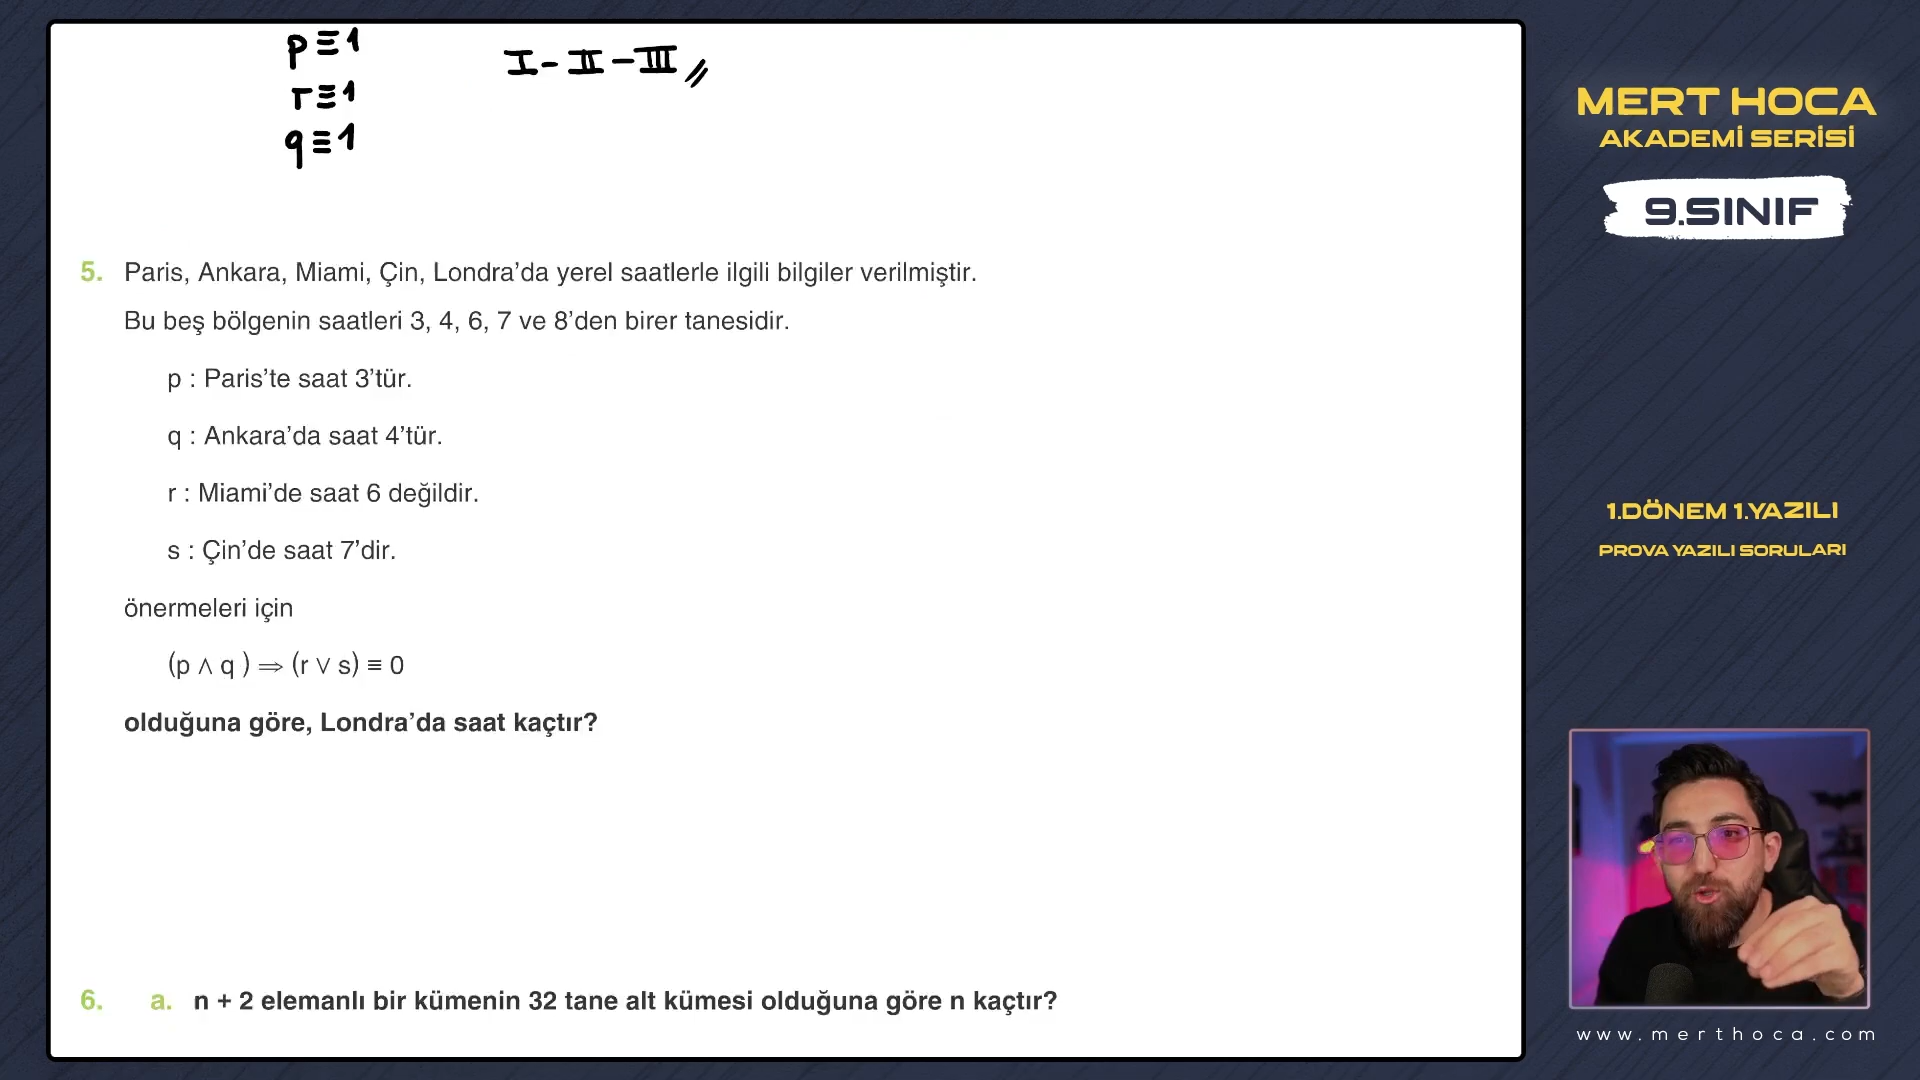 p≡1
r≡1
q≡1
I-II-III //
5. Paris, Ankara, Miami, Çin, Londra’da yerel saatlerle ilgili bilgiler verilmiştir.
Bu beş bölgenin saatleri 3, 4, 6, 7 ve 8’den birer tanesidir.
p : Paris’te saat 3’tür.
q : Ankara’da saat 4’tür.
r : Miami’de saat 6 değildir.
s : Çin’de saat 7’dir.
önermeleri için
(p ∧ q ) ⇒ (r ∨ s) ≡ 0
olduğuna göre, Londra’da saat kaçtır?
6. a. n + 2 elemanlı bir kümenin 32 tane alt kümesi olduğuna göre n kaçtır?
MERT HOCA
AKADEMİ SERİSİ
9.SINIF
1.DÖNEM 1.YAZILI
PROVA YAZILI SORULARI
www.merthoca.com